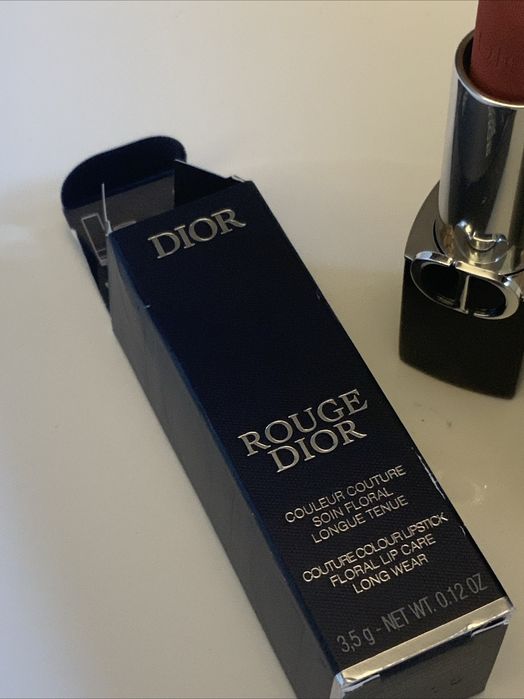 DIOR
ROUGE
DIOR
COULEUR COUTURE
SOIN FLORAL
LONGUE TENUE
COUTURE COLOUR LIPSTICK
FLORAL LIP CARE
LONG WEAR
3,5 g - NET WT. 0.12 OZ